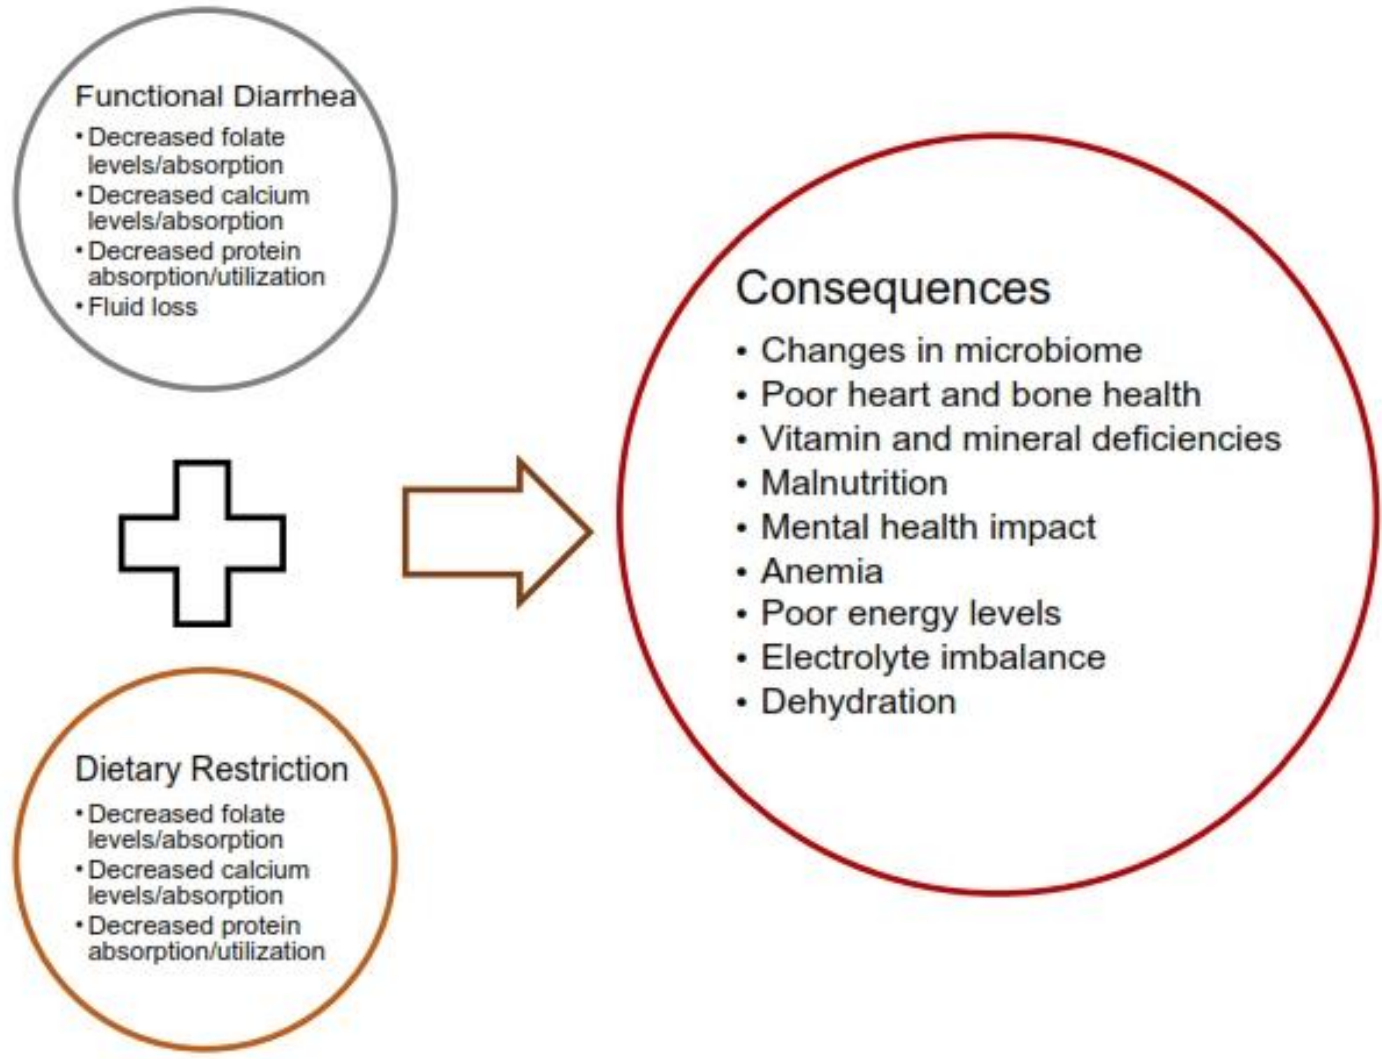 Functional Diarrhea
• Decreased folate
levels/absorption
• Decreased calcium
levels/absorption
• Decreased protein
absorption/utilization
• Fluid loss
Dietary Restriction
• Decreased folate
levels/absorption
• Decreased calcium
levels/absorption
• Decreased protein
absorption/utilization
Consequences
• Changes in microbiome
• Poor heart and bone health
• Vitamin and mineral deficiencies
• Malnutrition
• Mental health impact
• Anemia
• Poor energy levels
• Electrolyte imbalance
• Dehydration